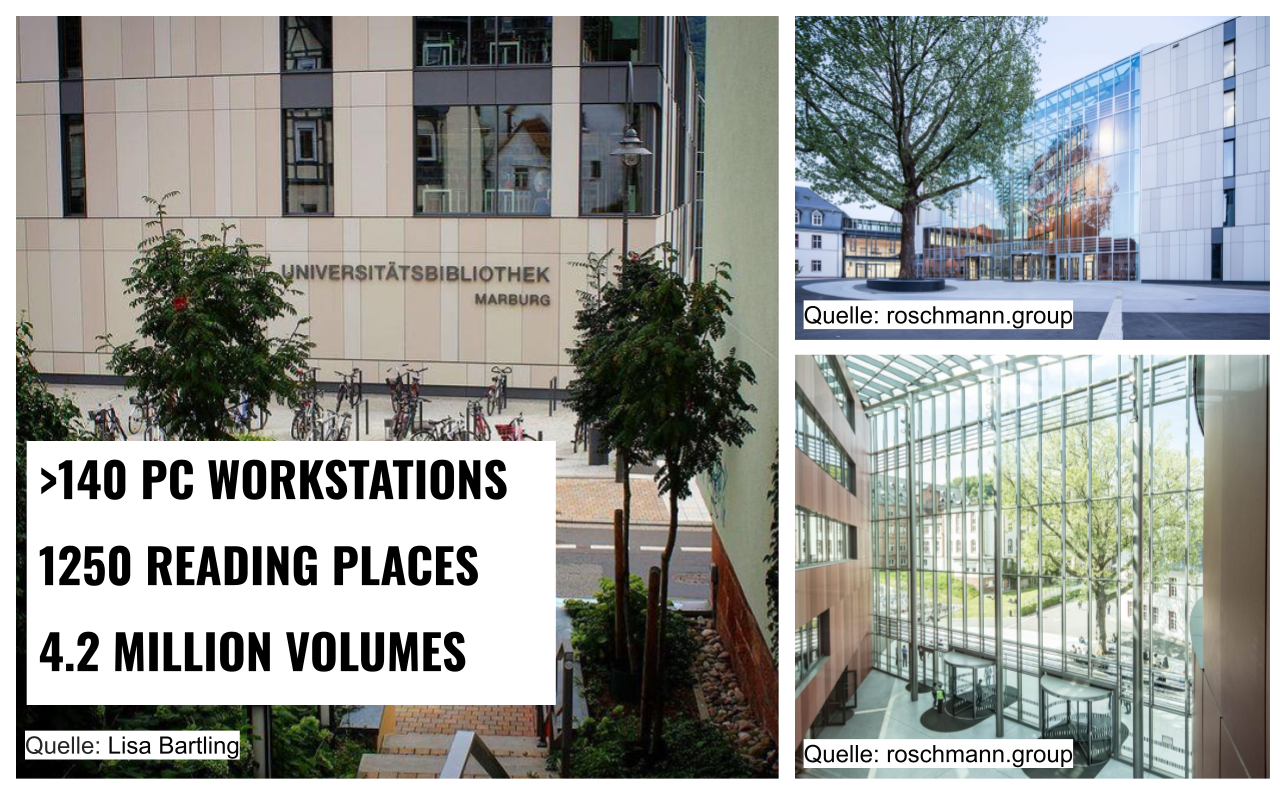 UNIVERSITÄTSBIBLIOTHEK
MARBURG
>140 PC WORKSTATIONS
1250 READING PLACES
4.2 MILLION VOLUMES
Quelle: Lisa Bartling
Quelle: roschmann.group
Quelle: roschmann.group